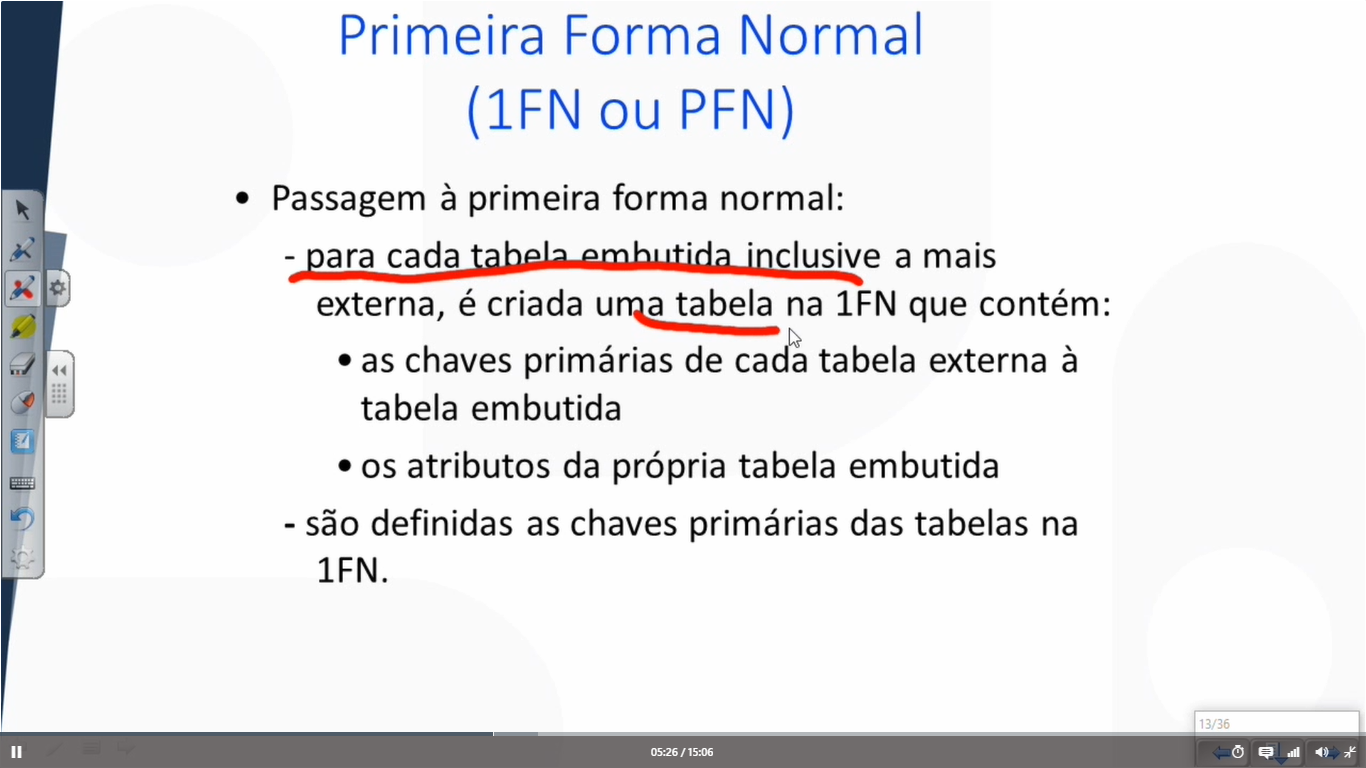 Primeira Forma Normal
(1FN ou PFN)
• Passagem à primeira forma normal:
- para cada tabela embutida inclusive a mais
externa, é criada uma tabela na 1FN que contém:
• as chaves primárias de cada tabela externa à
tabela embutida
• os atributos da própria tabela embutida
- são definidas as chaves primárias das tabelas na
1FN.
13/36
05:26 / 15:06